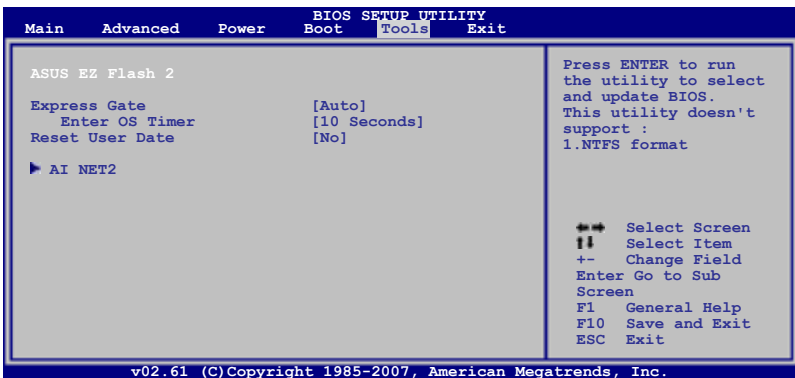 BIOS SETUP UTILITY
Main Advanced Power Boot Tools Exit
ASUS EZ Flash 2
Express Gate [Auto]
Enter OS Timer [10 Seconds]
Reset User Date [No]
AI NET2
Press ENTER to run
the utility to select
and update BIOS.
This utility doesn't
support :
1.NTFS format
Select Screen
Select Item
+- Change Field
Enter Go to Sub
Screen
F1 General Help
F10 Save and Exit
ESC Exit
v02.61 (C)Copyright 1985-2007, American Megatrends, Inc.